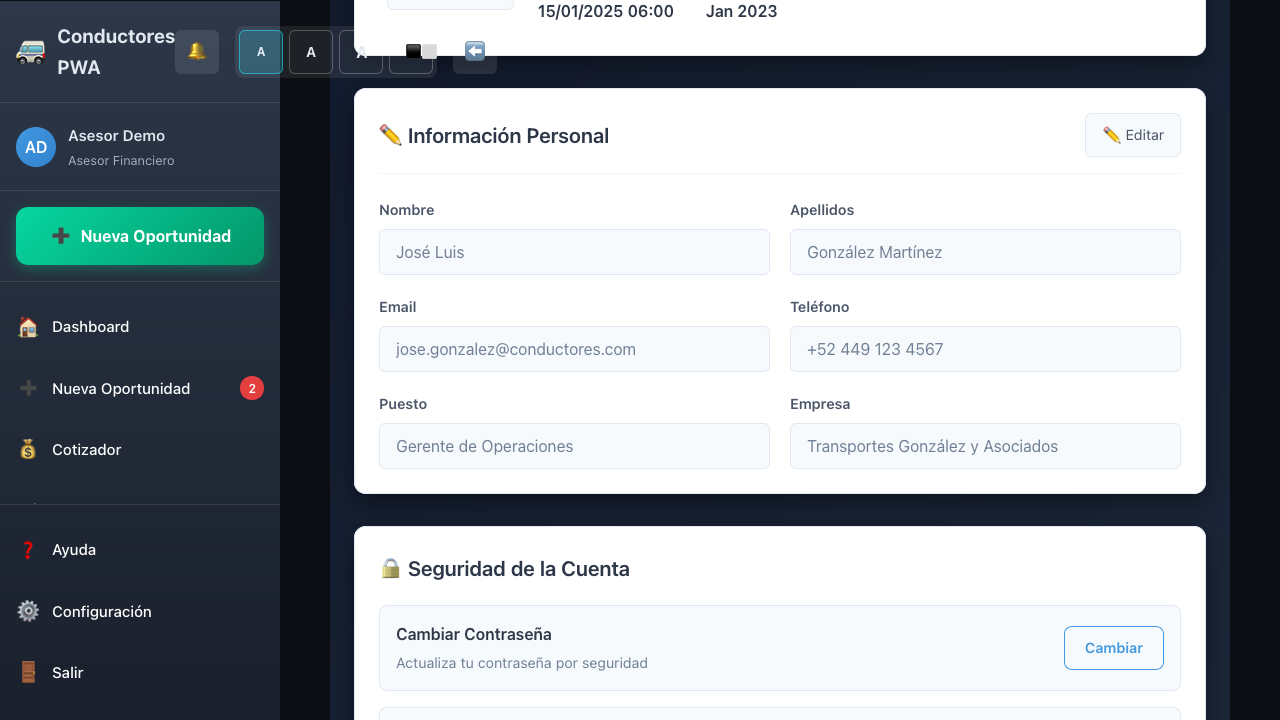 Conductores
PWA
A
A
A
15/01/2025 06:00
Jan 2023
Asesor Demo
AD
Asesor Financiero
➕ Nueva Oportunidad
Dashboard
Nueva Oportunidad
2
Cotizador
Ayuda
Configuración
Salir
✏️ Información Personal
✏️ Editar
Nombre
Apellidos
José Luis
González Martínez
Email
Teléfono
jose.gonzalez@conductores.com
+52 449 123 4567
Puesto
Empresa
Gerente de Operaciones
Transportes González y Asociados
🔒 Seguridad de la Cuenta
Cambiar Contraseña
Actualiza tu contraseña por seguridad
Cambiar